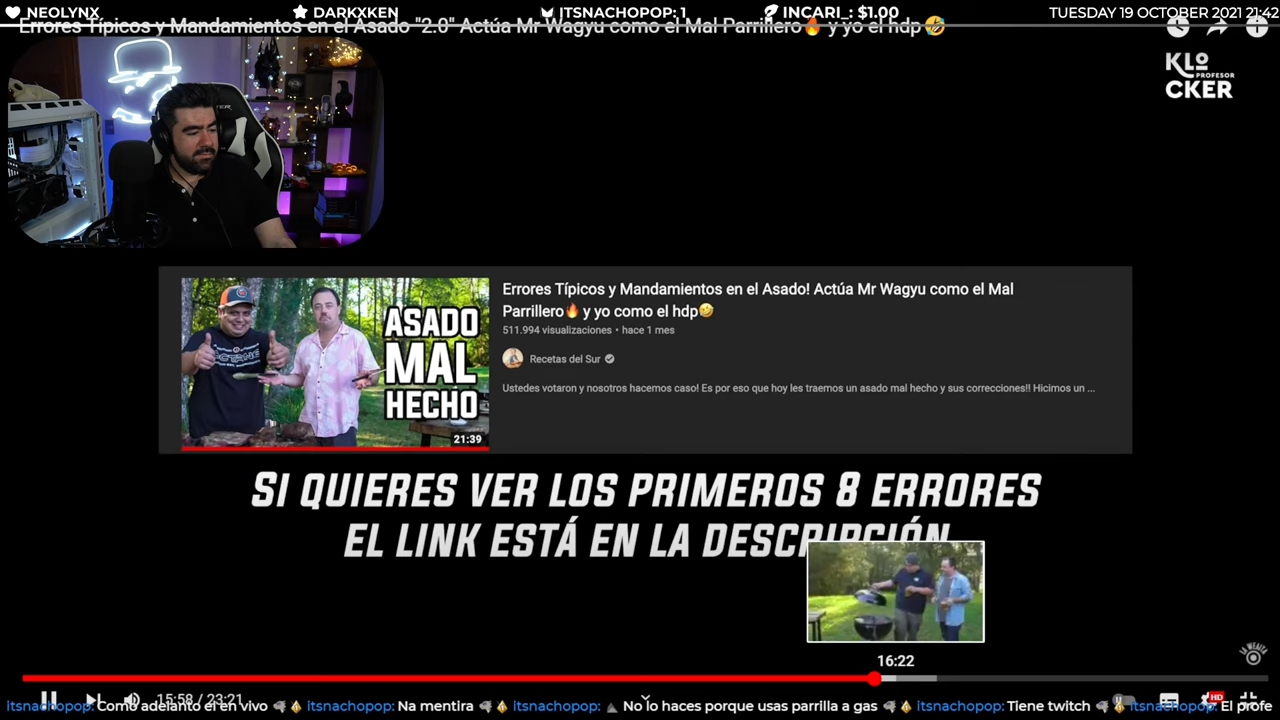 NEOLYNX
DARKXKEN
ITSNACHOPOP: 1
INCARI_: $1.00
TUESDAY 19 OCTOBER 2021 21:42
Errores Típicos y Mandamientos en el Asado "2.0" Actúa Mr Wagyu como el Mal Parrillero🔥 y yo el hdp🤣
KLO
PROFESOR
CKER
ASADO
MAL
HECHO
21:39
OCTANE
Errores Típicos y Mandamientos en el Asado! Actúa Mr Wagyu como el Mal
Parrillero🔥 y yo como el hdp🤣
511.994 visualizaciones • hace 1 mes
Recetas del Sur
Ustedes votaron y nosotros hacemos caso! Es por eso que hoy les traemos un asado mal hecho y sus correcciones!! Hicimos un ...
SI QUIERES VER LOS PRIMEROS 8 ERRORES
EL LINK ESTÁ EN LA DESCRIPCIÓN
16:22
LA WEAITA
15:58 / 23:21
HD
itsnachopop: Como adelanto el en vivo itsnachopop: Na mentira itsnachopop: No lo haces porque usas parrilla a gas itsnachopop: Tiene twitch itsnachopop: El profe